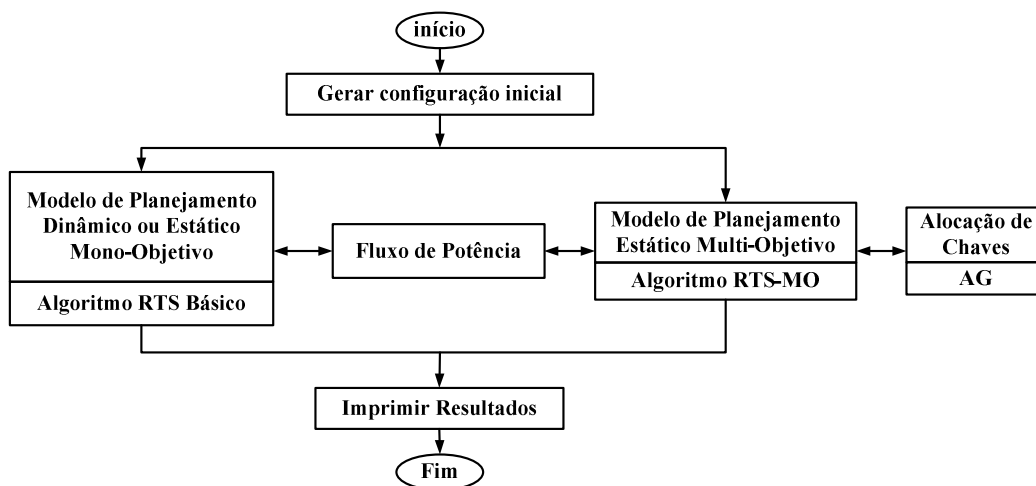 início
Gerar configuração inicial
Modelo de Planejamento
Dinâmico ou Estático
Mono-Objetivo
Algoritmo RTS Básico
Fluxo de Potência
Modelo de Planejamento
Estático Multi-Objetivo
Algoritmo RTS-MO
Alocação de
Chaves
AG
Imprimir Resultados
Fim